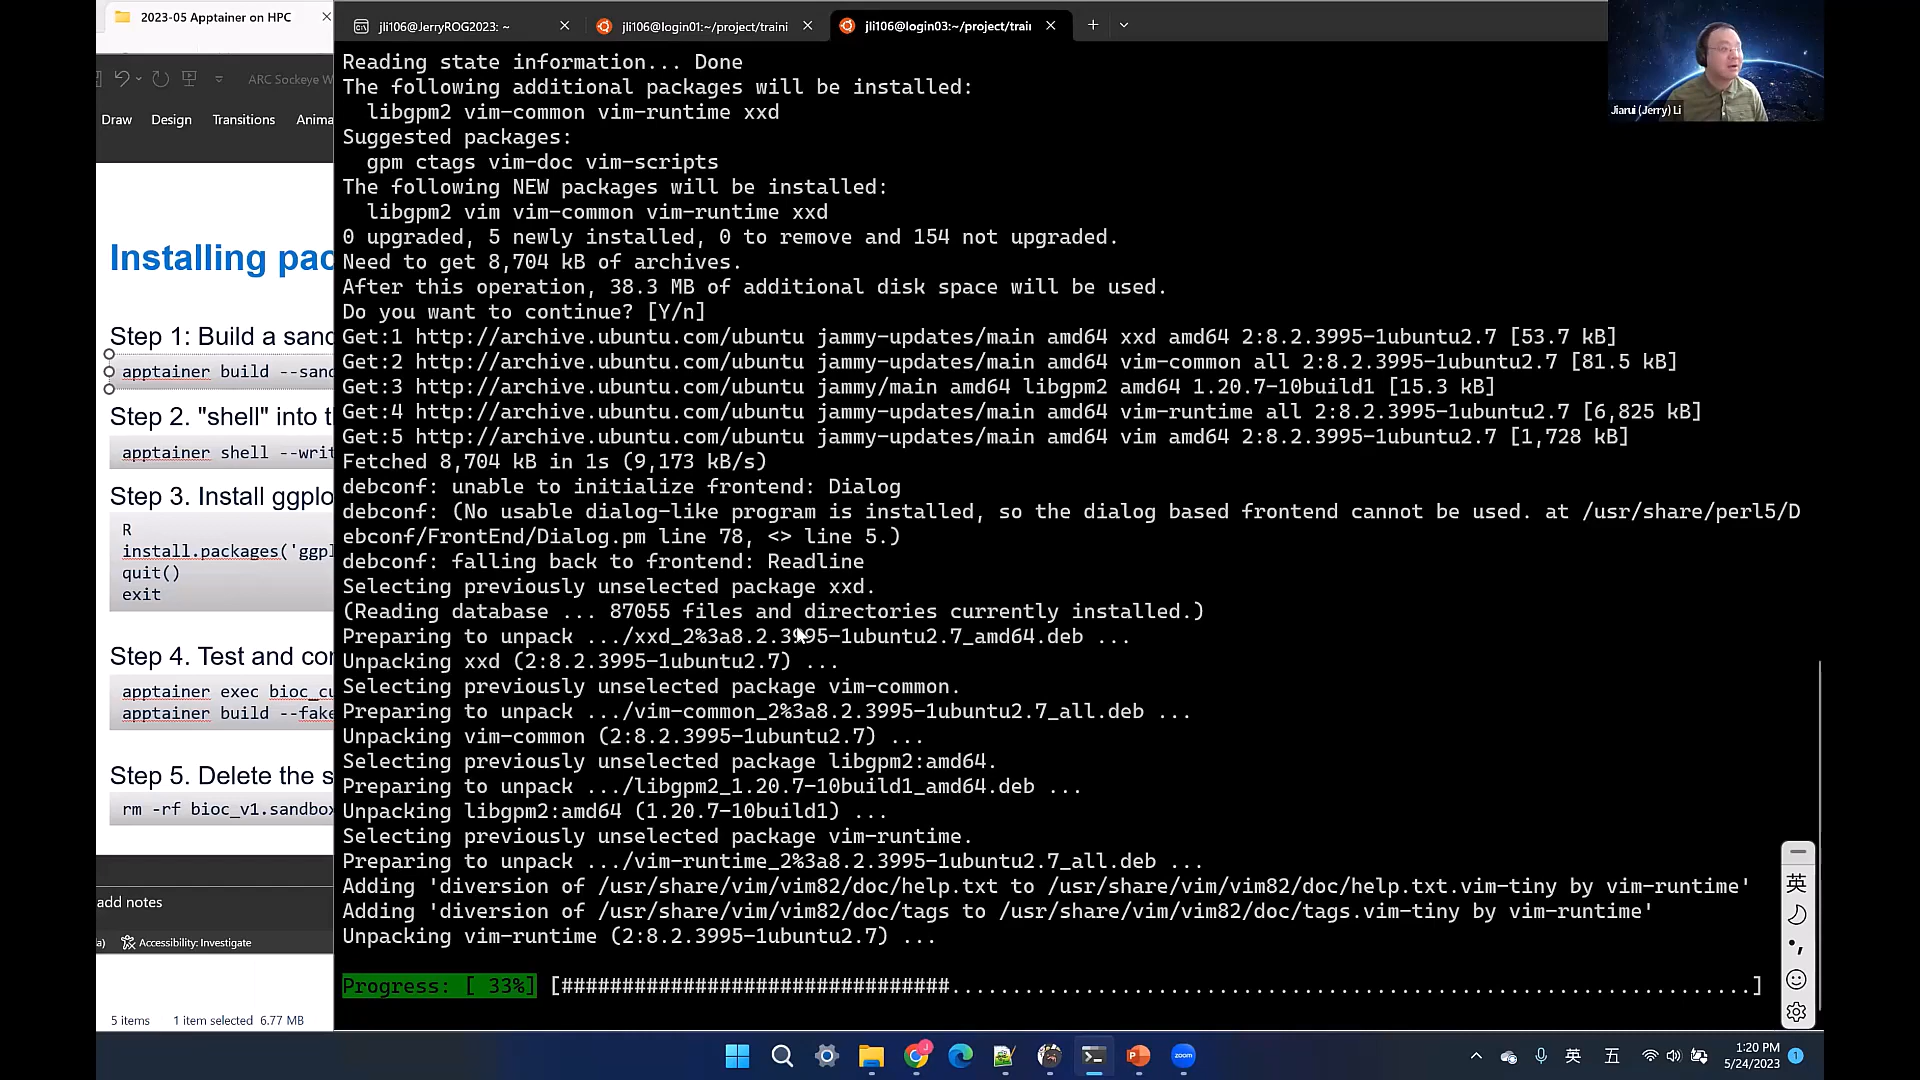 2023-05 Apptainer on HPC
jli106@JerryROG2023: ~
jli106@login01:~/project/traini
jli106@login03:~/project/train
ARC Sockeye W
Draw Design Transitions Anima
Installing pac
Step 1: Build a sand
apptainer build --sand
Step 2. "shell" into t
apptainer shell --writ
Step 3. Install ggplo
R
install.packages('ggpl
quit()
exit
Step 4. Test and con
apptainer exec bioc_cu
apptainer build --fake
Step 5. Delete the s
rm -rf bioc_v1.sandbox
add notes
Accessibility: Investigate
5 items 1 item selected 6.77 MB
Reading state information... Done
The following additional packages will be installed:
libgpm2 vim-common vim-runtime xxd
Suggested packages:
gpm ctags vim-doc vim-scripts
The following NEW packages will be installed:
libgpm2 vim vim-common vim-runtime xxd
0 upgraded, 5 newly installed, 0 to remove and 154 not upgraded.
Need to get 8,704 kB of archives.
After this operation, 38.3 MB of additional disk space will be used.
Do you want to continue? [Y/n]
Get:1 http://archive.ubuntu.com/ubuntu jammy-updates/main amd64 xxd amd64 2:8.2.3995-1ubuntu2.7 [53.7 kB]
Get:2 http://archive.ubuntu.com/ubuntu jammy-updates/main amd64 vim-common all 2:8.2.3995-1ubuntu2.7 [81.5 kB]
Get:3 http://archive.ubuntu.com/ubuntu jammy/main amd64 libgpm2 amd64 1.20.7-10build1 [15.3 kB]
Get:4 http://archive.ubuntu.com/ubuntu jammy-updates/main amd64 vim-runtime all 2:8.2.3995-1ubuntu2.7 [6,825 kB]
Get:5 http://archive.ubuntu.com/ubuntu jammy-updates/main amd64 vim amd64 2:8.2.3995-1ubuntu2.7 [1,728 kB]
Fetched 8,704 kB in 1s (9,173 kB/s)
debconf: unable to initialize frontend: Dialog
debconf: (No usable dialog-like program is installed, so the dialog based frontend cannot be used. at /usr/share/perl5/D
ebconf/FrontEnd/Dialog.pm line 78, <> line 5.)
debconf: falling back to frontend: Readline
Selecting previously unselected package xxd.
(Reading database ... 87055 files and directories currently installed.)
Preparing to unpack .../xxd_2%3a8.2.3995-1ubuntu2.7_amd64.deb ...
Unpacking xxd (2:8.2.3995-1ubuntu2.7) ...
Selecting previously unselected package vim-common.
Preparing to unpack .../vim-common_2%3a8.2.3995-1ubuntu2.7_all.deb ...
Unpacking vim-common (2:8.2.3995-1ubuntu2.7) ...
Selecting previously unselected package libgpm2:amd64.
Preparing to unpack .../libgpm2_1.20.7-10build1_amd64.deb ...
Unpacking libgpm2:amd64 (1.20.7-10build1) ...
Selecting previously unselected package vim-runtime.
Preparing to unpack .../vim-runtime_2%3a8.2.3995-1ubuntu2.7_all.deb ...
Adding 'diversion of /usr/share/vim/vim82/doc/help.txt to /usr/share/vim/vim82/doc/help.txt.vim-tiny by vim-runtime'
Adding 'diversion of /usr/share/vim/vim82/doc/tags to /usr/share/vim/vim82/doc/tags.vim-tiny by vim-runtime'
Unpacking vim-runtime (2:8.2.3995-1ubuntu2.7) ...
Progress: [ 33%] [################################..................................................................]
Jiarui (Jerry) Li
英
zoom
英 五
1:20 PM
5/24/2023
1